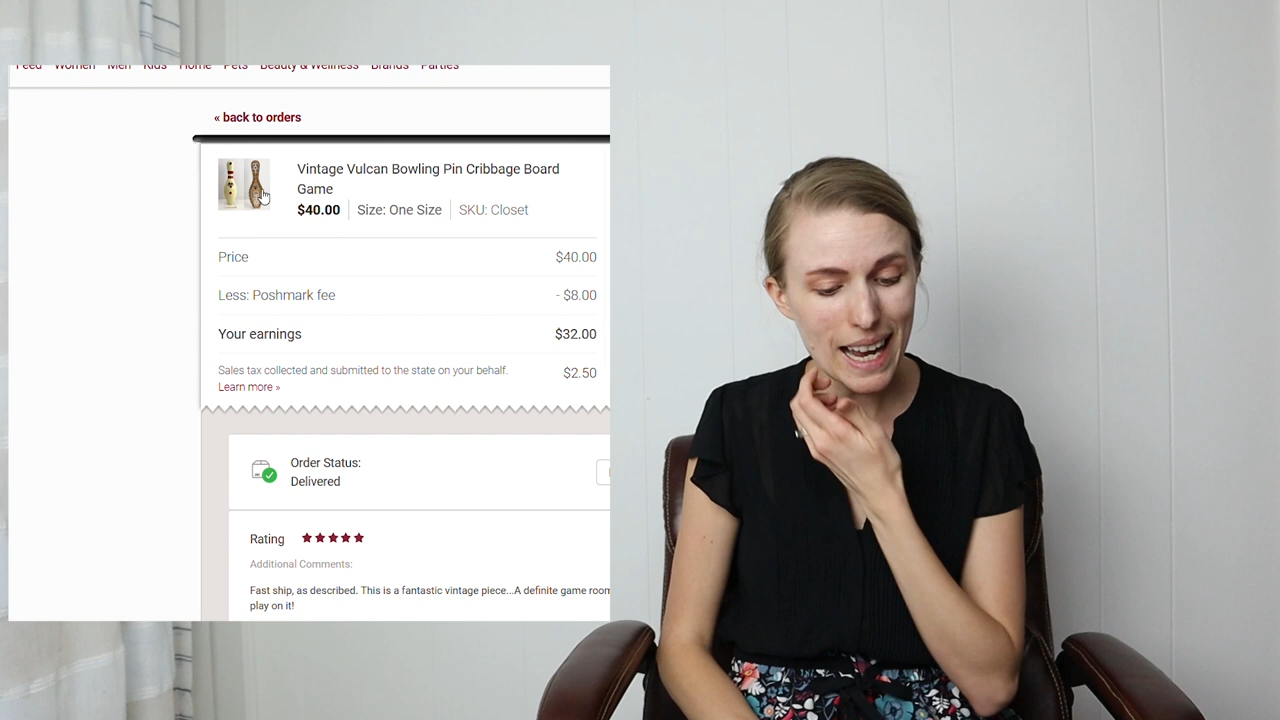 Feed Women Men Kids Home Pets Beauty & Wellness Brands Parties
« back to orders
Vintage Vulcan Bowling Pin Cribbage Board
Game
$40.00 Size: One Size SKU: Closet
Price $40.00
Less: Poshmark fee - $8.00
Your earnings $32.00
Sales tax collected and submitted to the state on your behalf. $2.50
Learn more »
Order Status:
Delivered
Rating
Additional Comments:
Fast ship, as described. This is a fantastic vintage piece...A definite game room
play on it!